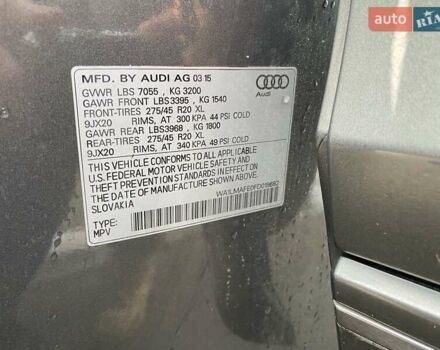 auto RIA
MFD. BY AUDI AG 03 15
GVWR LBS 7055 , KG 3200
GAWR FRONT LBS3395, KG 1540
FRONT-TIRES 275/45 R20 XL
9JX20 RIMS, AT 300 KPA 44 PSI COLD
GAWR REAR LBS3968, KG 1800
REAR-TIRES 275/45 R20 XL
9JX20 RIMS, AT 340 KPA 49 PSI COLD
Audi
THIS VEHICLE CONFORMS TO ALL APPLICABLE
U.S. FEDERAL MOTOR VEHICLE SAFETY AND
THEFT PREVENTION STANDARDS IN EFFECT ON
THE DATE OF MANUFACTURE SHOWN ABOVE.
SLOVAKIA
TYPE:
MPV